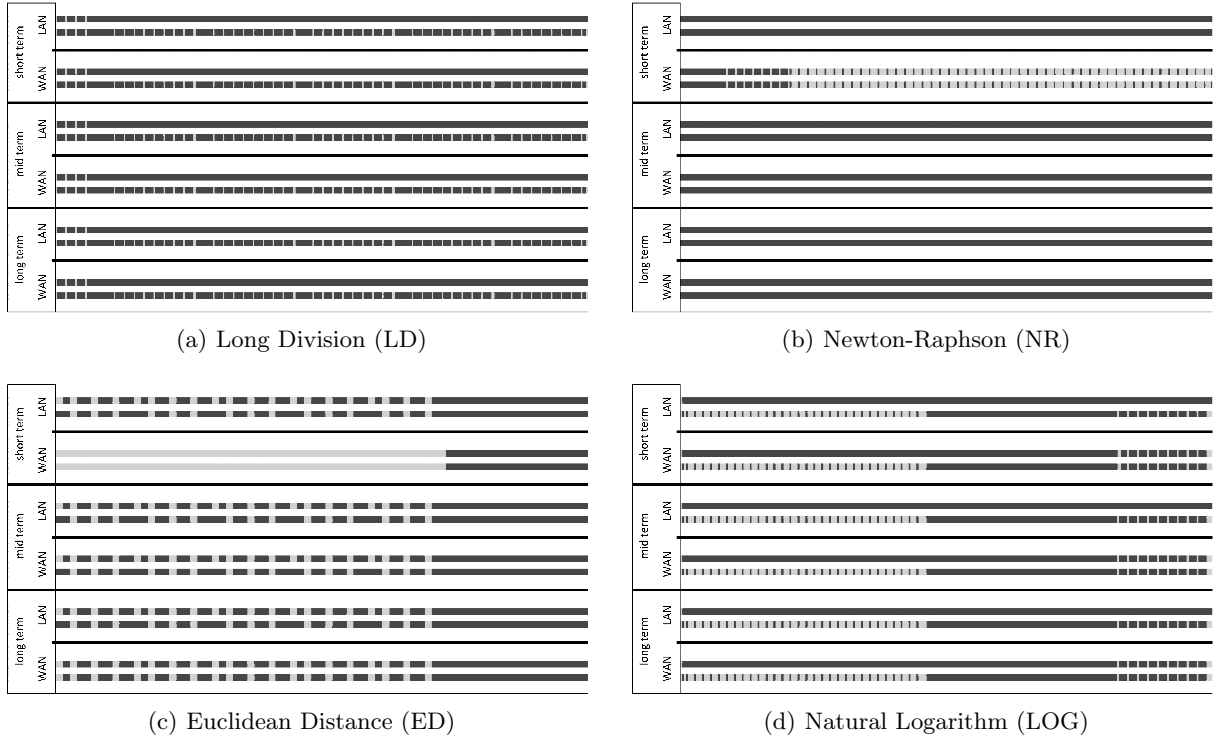 short term
LAN
WAN
mid term
LAN
WAN
long term
LAN
WAN
(a) Long Division (LD)
short term
LAN
WAN
mid term
LAN
WAN
long term
LAN
WAN
(b) Newton-Raphson (NR)
short term
LAN
WAN
mid term
LAN
WAN
long term
LAN
WAN
(c) Euclidean Distance (ED)
short term
LAN
WAN
mid term
LAN
WAN
long term
LAN
WAN
(d) Natural Logarithm (LOG)